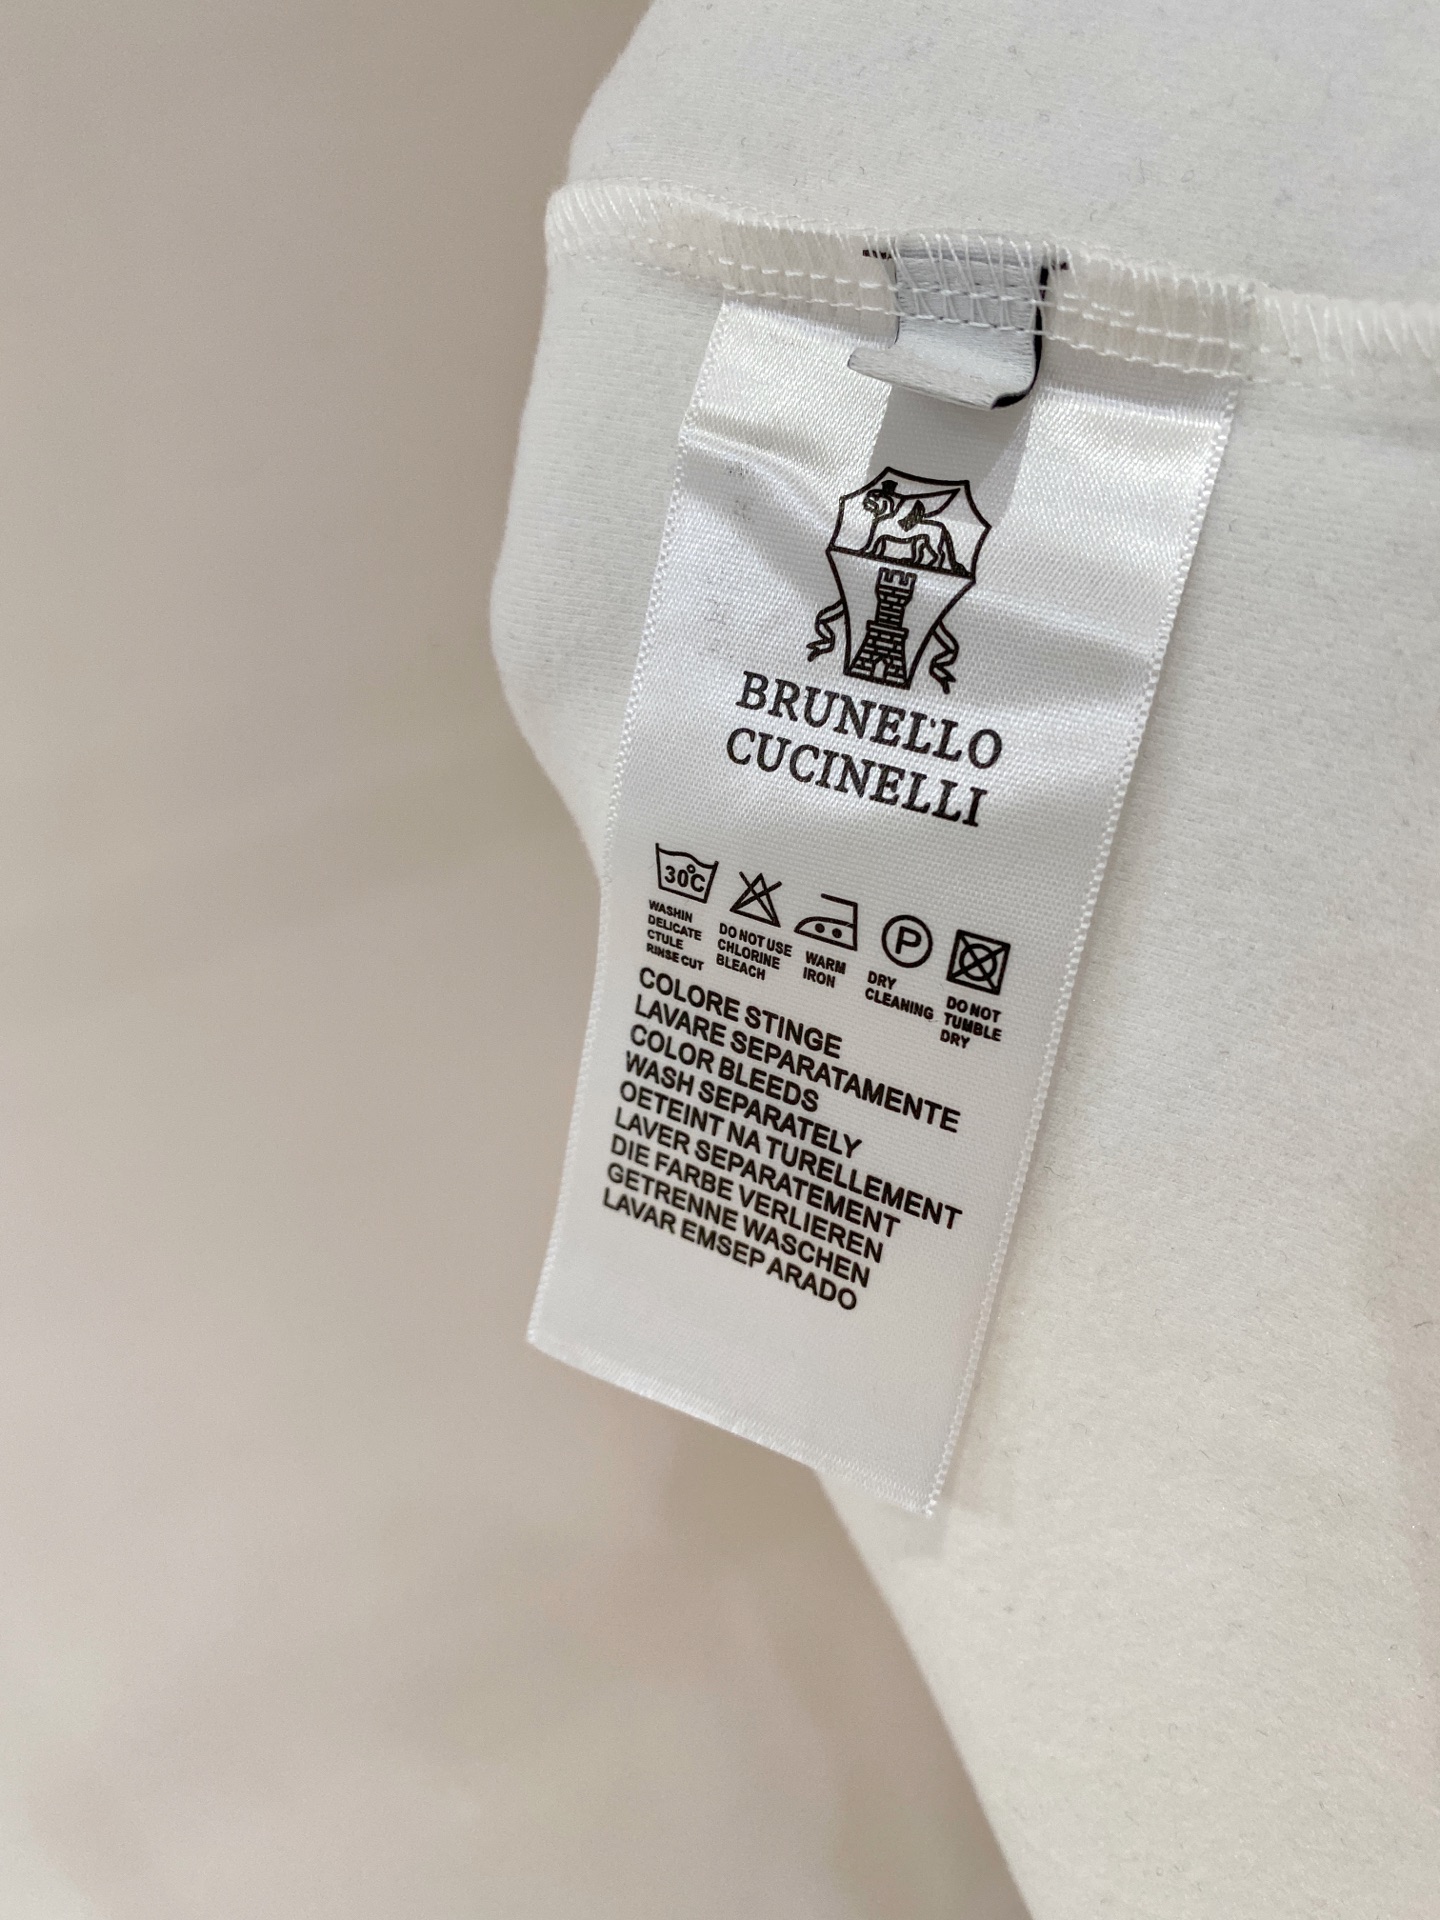 BRUNELLO
CUCINELLI
30°C
P
WASHIN
DELICATE
CTULE
RINSE CUT
DO NOT USE
CHLORINE
BLEACH
WARM
IRON
DRY
CLEANING
DO NOT
TUMBLE
DRY
COLORE STINGE
LAVARE SEPARATAMENTE
COLOR BLEEDS
WASH SEPARATELY
OETEINT NA TURELLEMENT
LAVER SEPARATEMENT
DIE FARBE VERLIEREN
GETRENNE WASCHEN
LAVAR EMSEP ARADO